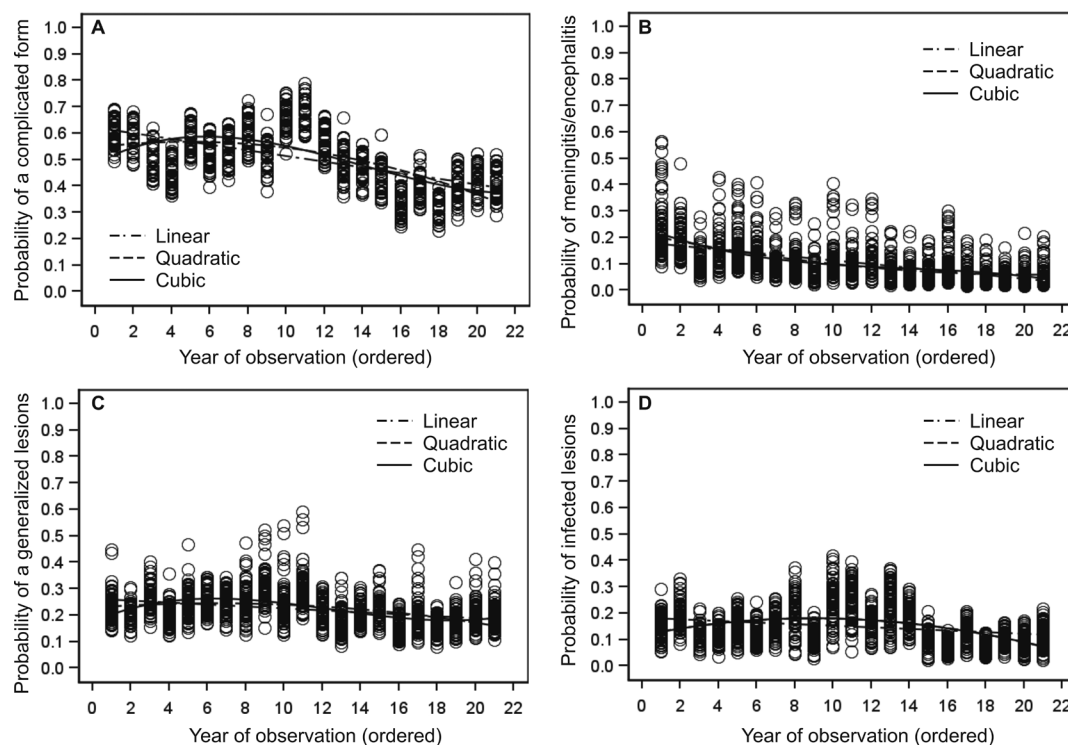 A
1.0
0.9
0.8
0.7
0.6
0.5
0.4
0.3
0.2
0.1
0.0
Probability of a complicated form
Linear
Quadratic
Cubic
0 2 4 6 8 10 12 14 16 18 20 22
Year of observation (ordered)
B
1.0
0.9
0.8
0.7
0.6
0.5
0.4
0.3
0.2
0.1
0.0
Probability of meningitis/encephalitis
Linear
Quadratic
Cubic
0 2 4 6 8 10 12 14 16 18 20 22
Year of observation (ordered)
C
1.0
0.9
0.8
0.7
0.6
0.5
0.4
0.3
0.2
0.1
0.0
Probability of a generalized lesions
Linear
Quadratic
Cubic
0 2 4 6 8 10 12 14 16 18 20 22
Year of observation (ordered)
D
1.0
0.9
0.8
0.7
0.6
0.5
0.4
0.3
0.2
0.1
0.0
Probability of infected lesions
Linear
Quadratic
Cubic
0 2 4 6 8 10 12 14 16 18 20 22
Year of observation (ordered)